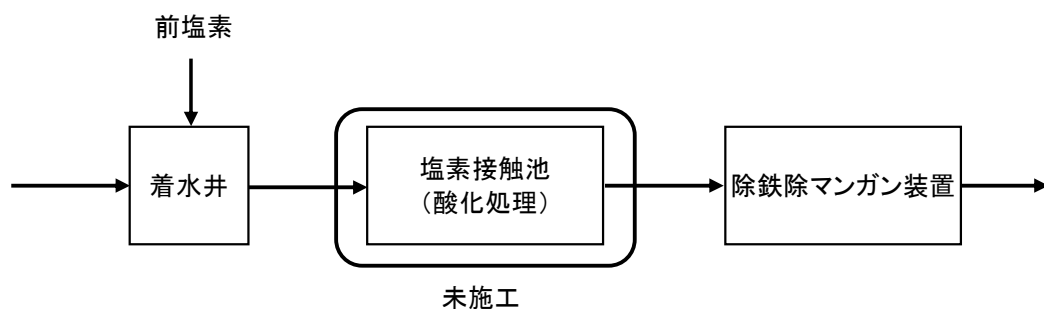 前塩素
着水井
塩素接触池
（酸化処理）
除鉄除マンガン装置
未施工